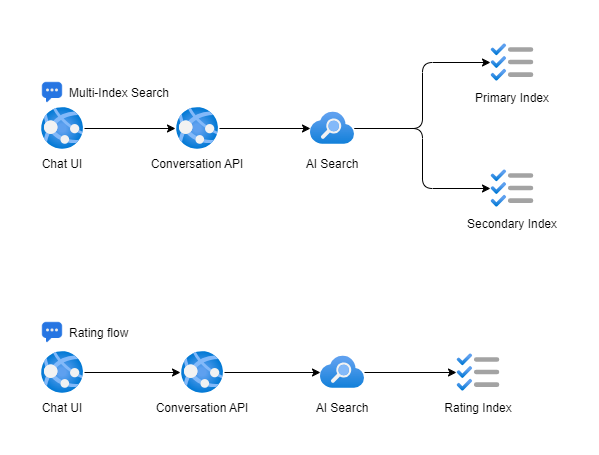 Multi-Index Search
Chat UI
Conversation API
AI Search
Primary Index
Secondary Index
Rating flow
Chat UI
Conversation API
AI Search
Rating Index